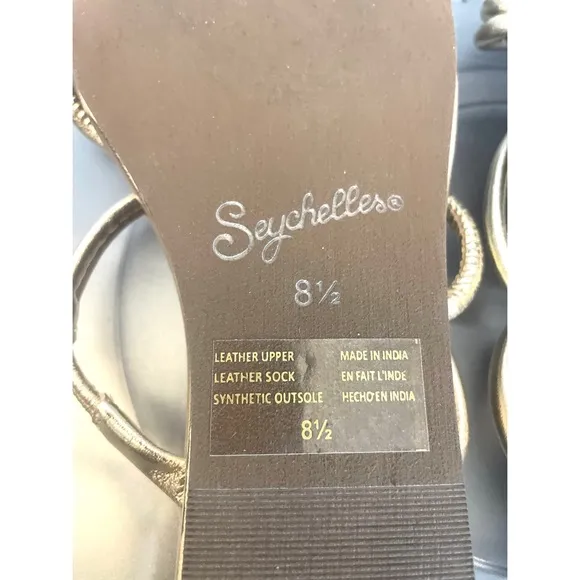 Seychelles®
8½
LEATHER UPPER MADE IN INDIA
LEATHER SOCK EN FAIT L'INDE
SYNTHETIC OUTSOLE HECHO EN INDIA
8½